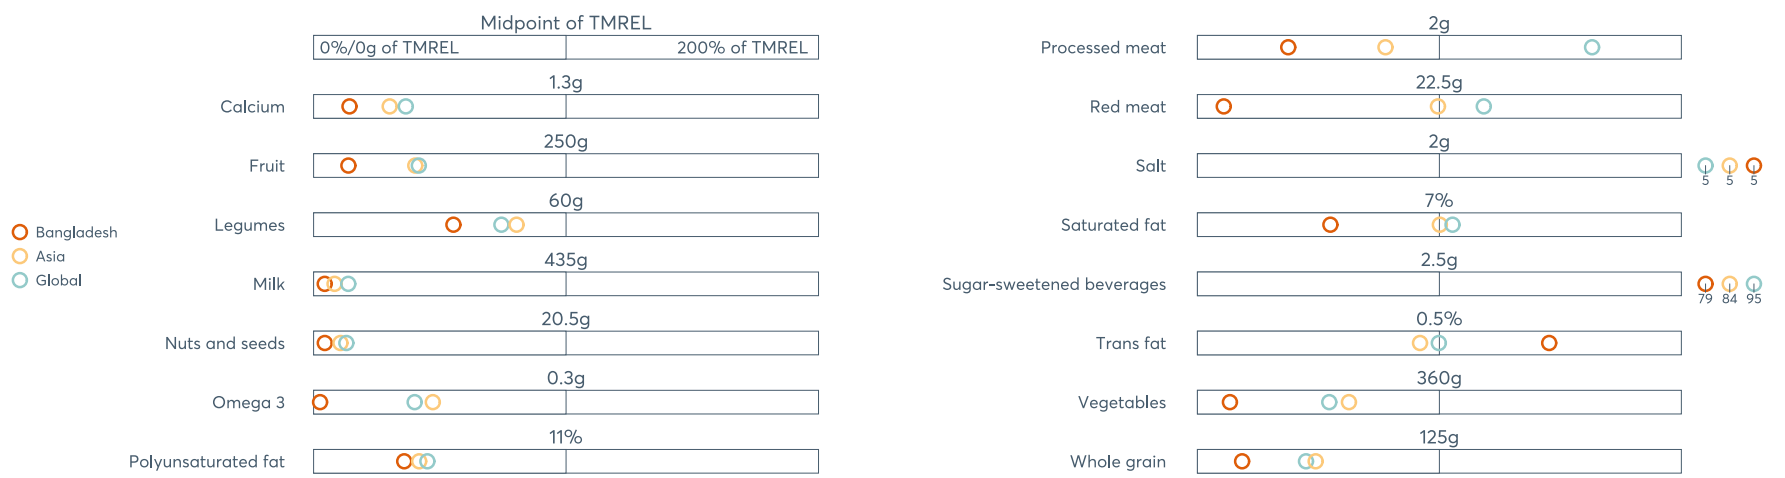 Midpoint of TMREL
0%/0g of TMREL 200% of TMREL
1.3g
Calcium
250g
Fruit
60g
Legumes
435g
Milk
20.5g
Nuts and seeds
0.3g
Omega 3
11%
Polyunsaturated fat
Bangladesh
Asia
Global
2g
Processed meat
22.5g
Red meat
2g
Salt
5 5 5
7%
Saturated fat
2.5g
Sugar-sweetened beverages
79 84 95
0.5%
Trans fat
360g
Vegetables
125g
Whole grain